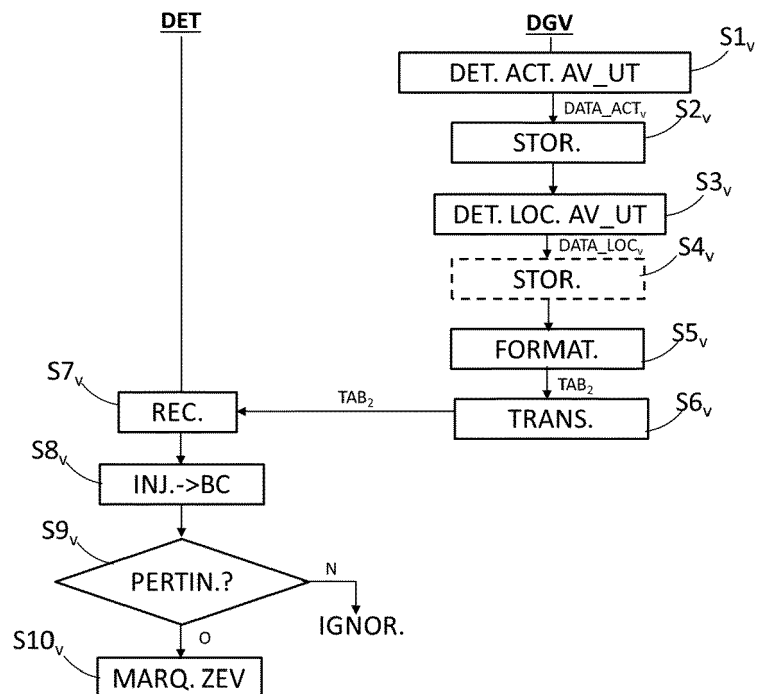 DET
DGV
S1v
DET. ACT. AV_UT
DATA_ACTv
S2v
STOR.
S3v
DET. LOC. AV_UT
DATA_LOCv
S4v
STOR.
S5v
FORMAT.
TAB2
S6v
TRANS.
TAB2
S7v
REC.
S8v
INJ.->BC
S9v
PERTIN.?
N
IGNOR.
O
S10v
MARQ. ZEV